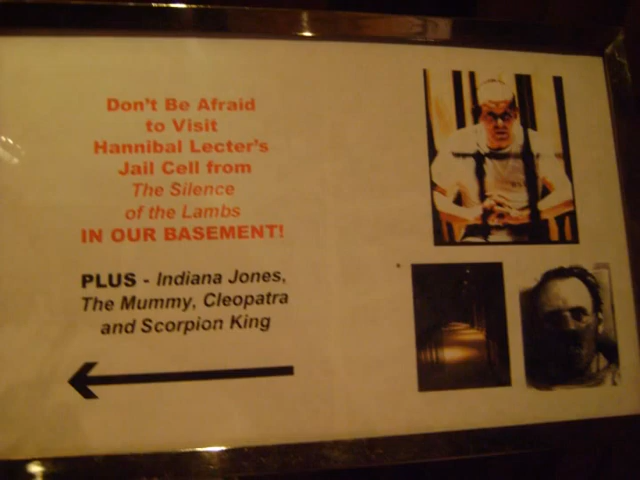 Don't Be Afraid
to Visit
Hannibal Lecter's
Jail Cell from
The Silence
of the Lambs
IN OUR BASEMENT!
PLUS - Indiana Jones,
The Mummy, Cleopatra
and Scorpion King